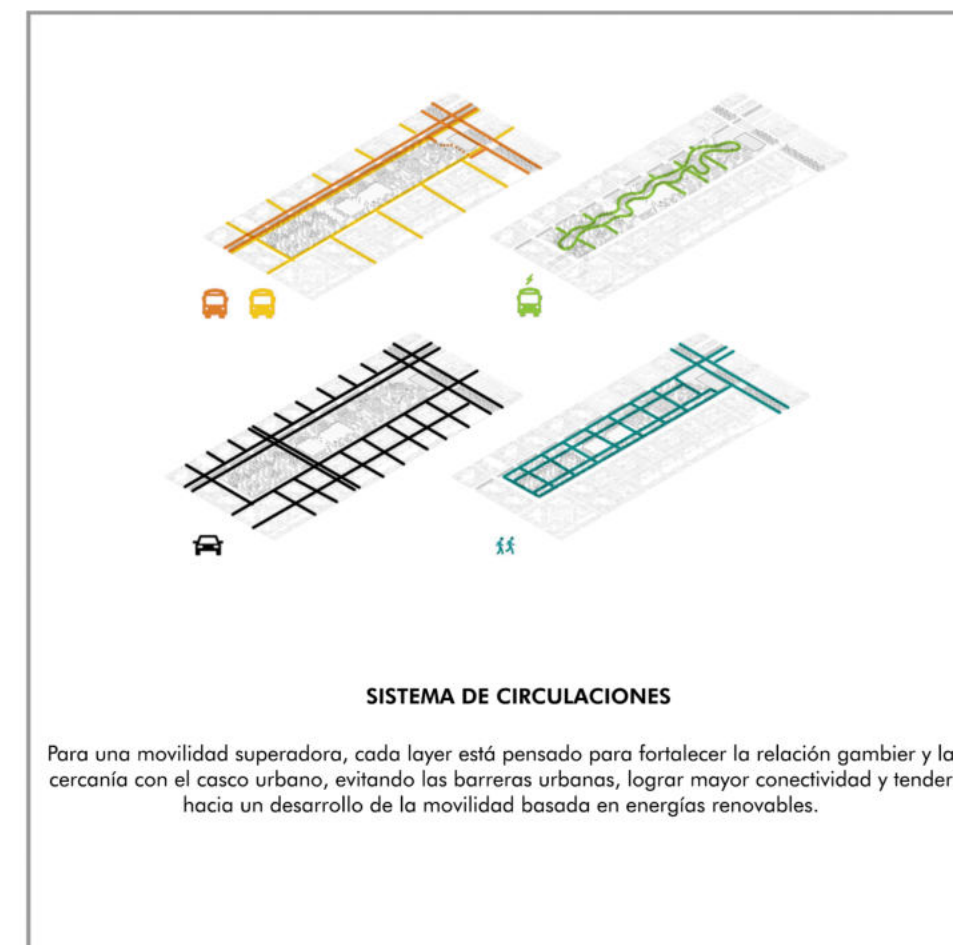 SISTEMA DE CIRCULACIONES
Para una movilidad superadora, cada layer está pensado para fortalecer la relación gambier y la
cercanía con el casco urbano, evitando las barreras urbanas, lograr mayor conectividad y tender
hacia un desarrollo de la movilidad basada en energías renovables.